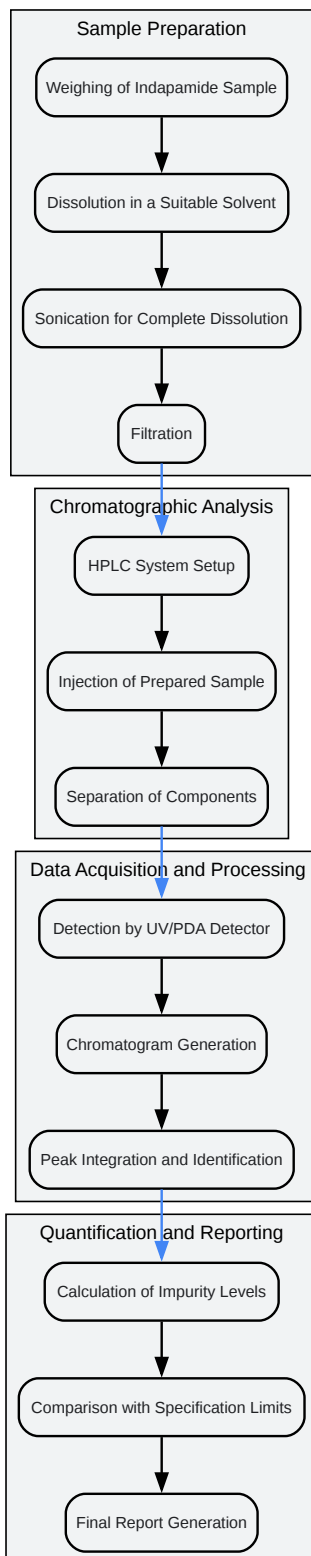 Sample Preparation
Weighing of Indapamide Sample
Dissolution in a Suitable Solvent
Sonication for Complete Dissolution
Filtration
Chromatographic Analysis
HPLC System Setup
Injection of Prepared Sample
Separation of Components
Data Acquisition and Processing
Detection by UV/PDA Detector
Chromatogram Generation
Peak Integration and Identification
Quantification and Reporting
Calculation of Impurity Levels
Comparison with Specification Limits
Final Report Generation